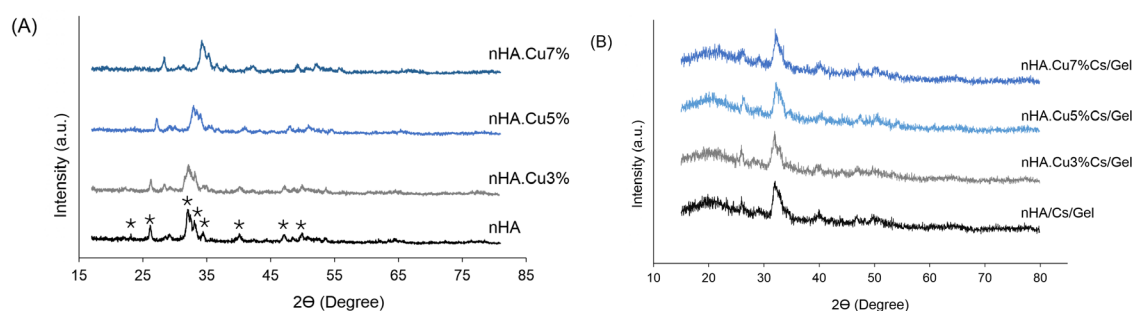 (A)
Intensity (a.u.)
nHA.Cu7%
nHA.Cu5%
nHA.Cu3%
nHA
* * * * * * * *
15 25 35 45 55 65 75 85
2Ө (Degree)
(B)
Intensity (a.u.)
nHA.Cu7%Cs/Gel
nHA.Cu5%Cs/Gel
nHA.Cu3%Cs/Gel
nHA/Cs/Gel
10 20 30 40 50 60 70 80
2Ө (Degree)